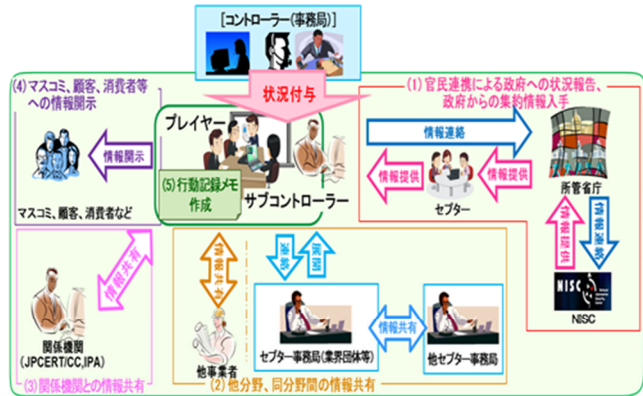 [コントローラー(事務局)]
状況付与
(4)マスコミ、顧客、消費者等
への情報開示
情報開示
マスコミ、顧客、消費者など
プレイヤー
(5)行動記録メモ
作成
サブコントローラー
(1)官民連携による政府への状況報告、
政府からの集約情報入手
情報連絡
情報提供
情報提供
セプター
所管省庁
情報提供
情報連絡
NISC
NISC
情報共有
関係機関
(JPCERT/CC,IPA)
(3)関係機関との情報共有
情報共有
他事業者
連絡
展開
セプター事務局(業界団体等)
情報共有
他セプター事務局
(2)他分野、同分野間の情報共有